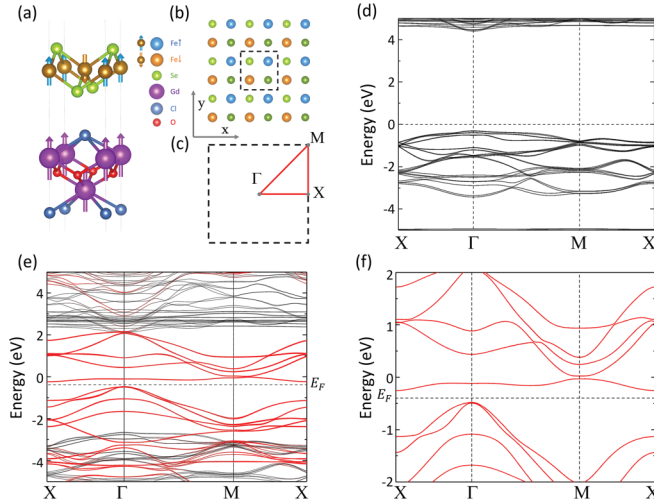 (a)
Fe↑
Fe↓
Se
Gd
Cl
O
(b)
y
x
(c)
M
Γ
X
(d)
Energy (eV)
4
2
0
-2
-4
X Γ M X
(e)
Energy (eV)
4
2
0
-2
-4
E_F
X Γ M X
(f)
Energy (eV)
2
1
0
E_F
-1
-2
X Γ M X